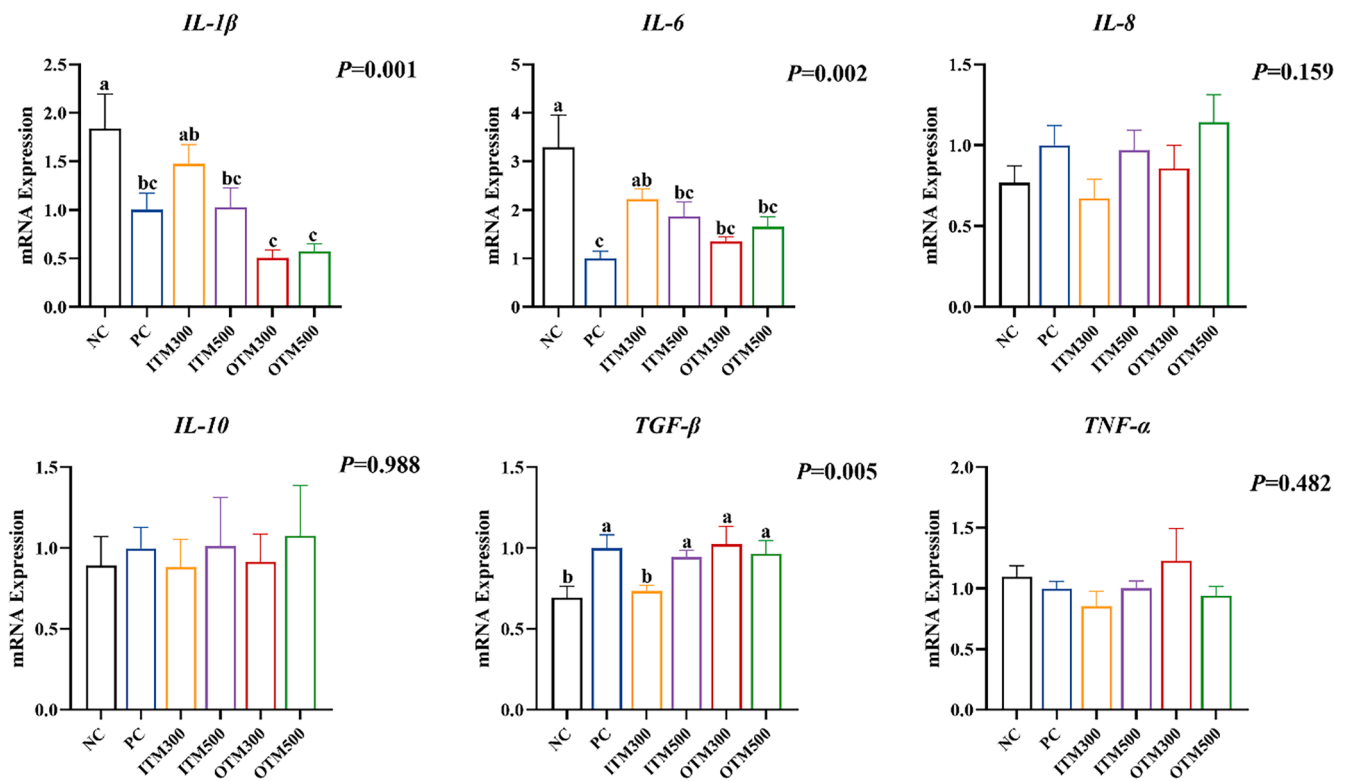 IL-1β
P=0.001
mRNA Expression
2.5
2.0
1.5
1.0
0.5
0.0
a
bc
ab
bc
c
c
NC
PC
ITM300
ITM500
OTM300
OTM500
IL-6
P=0.002
mRNA Expression
5
4
3
2
1
0
a
c
ab
bc
bc
bc
NC
PC
ITM300
ITM500
OTM300
OTM500
IL-8
P=0.159
mRNA Expression
1.5
1.0
0.5
0.0
NC
PC
ITM300
ITM500
OTM300
OTM500
IL-10
P=0.988
mRNA Expression
1.5
1.0
0.5
0.0
NC
PC
ITM300
ITM500
OTM300
OTM500
TGF-β
P=0.005
mRNA Expression
1.5
1.0
0.5
0.0
b
a
b
a
a
a
NC
PC
ITM300
ITM500
OTM300
OTM500
TNF-α
P=0.482
mRNA Expression
2.0
1.5
1.0
0.5
0.0
NC
PC
ITM300
ITM500
OTM300
OTM500